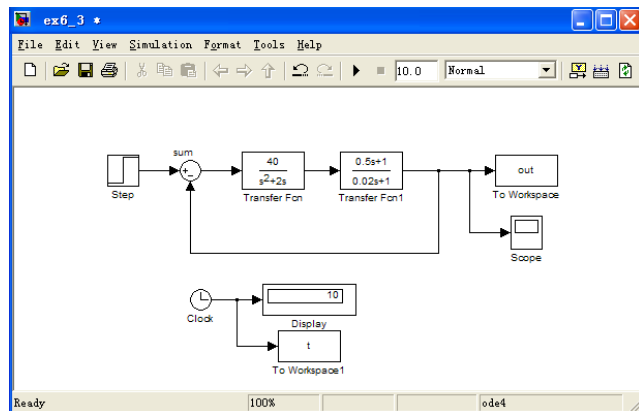 ex6_3 *
File Edit View Simulation Format Tools Help
10.0 Normal
sum
+
-
40
s²+2s
0.5s+1
0.02s+1
out
Step
Transfer Fcn
Transfer Fcn1
To Workspace
Scope
10
Clock
Display
t
To Workspace1
Ready 100% ode4